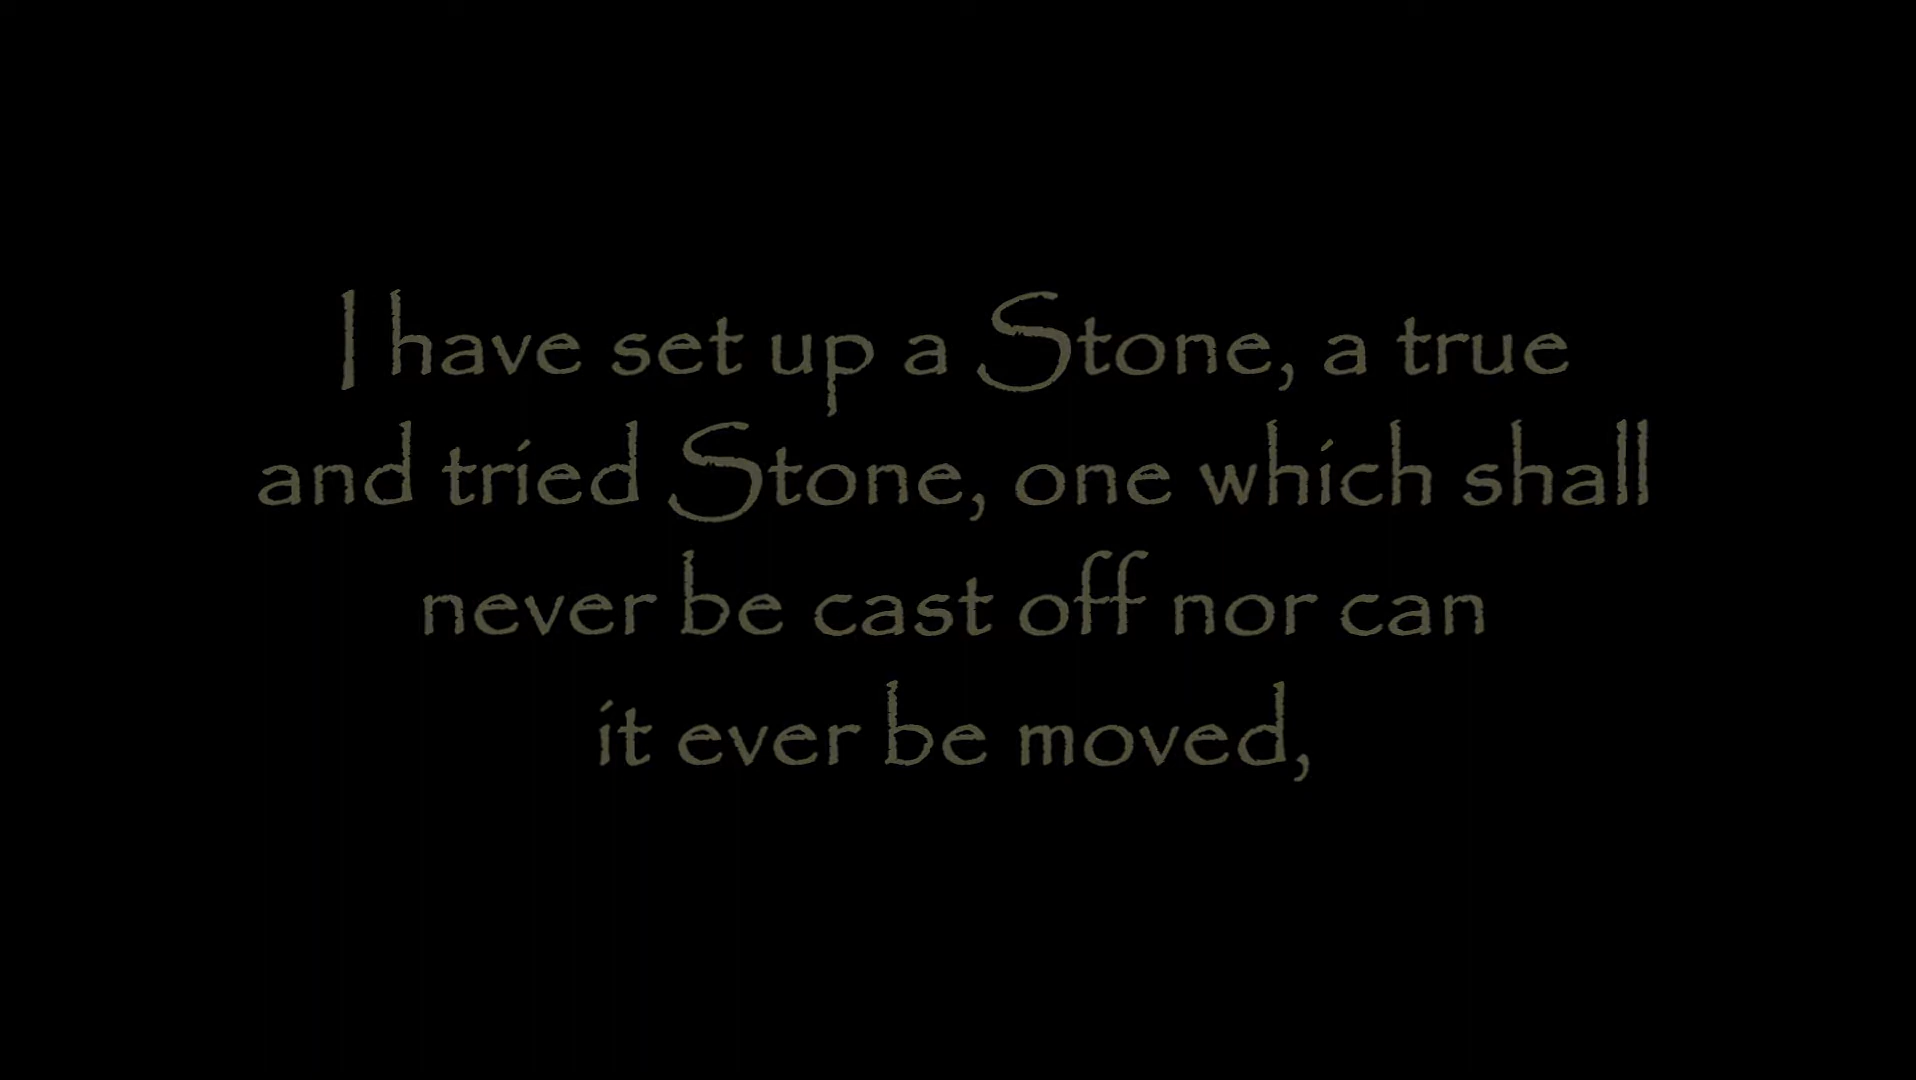 I have set up a Stone, a true
and tried Stone, one which shall
never be cast off nor can
it ever be moved,